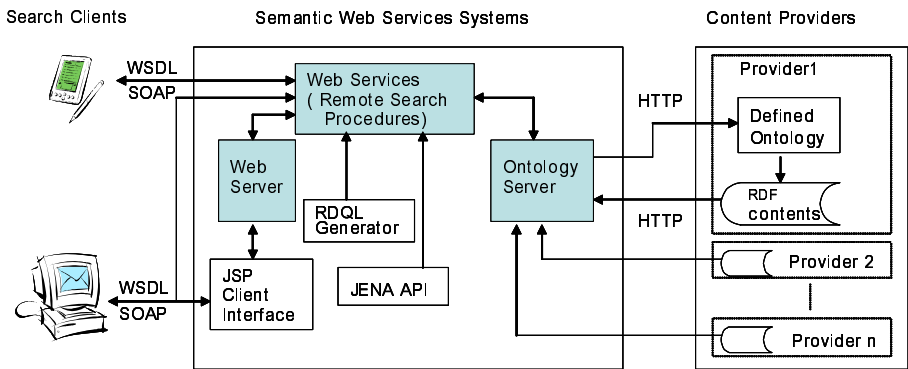 Search Clients
Semantic Web Services Systems
Content Providers
WSDL
SOAP
Web Services
( Remote Search
Procedures)
Web
Server
RDQL
Generator
JENA API
JSP
Client
Interface
WSDL
SOAP
Ontology
Server
HTTP
HTTP
Provider1
Defined
Ontology
RDF
contents
Provider 2
Provider n